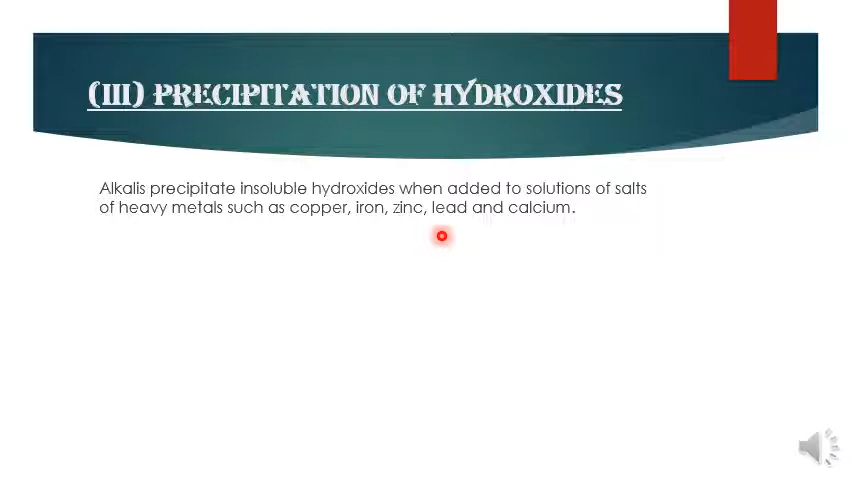 (III) PRECIPITATION OF HYDROXIDES
Alkalis precipitate insoluble hydroxides when added to solutions of salts
of heavy metals such as copper, iron, zinc, lead and calcium.